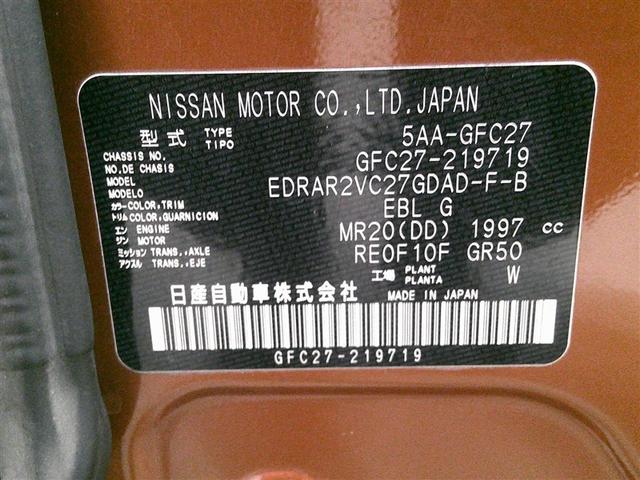 NISSAN MOTOR CO.,LTD.JAPAN
型式 TYPE TIPO 5AA-GFC27
CHASSIS NO. NO.DE CHASIS GFC27-219719
MODEL MODELO EDRAR2VC27GDAD-F-B
カラー COLOR,TRIM トリム COLOR,GUARNICION EBL G
エン ENGINE ジン MOTOR MR20(DD) 1997 cc
ミッション TRANS.,AXLE アクスル TRANS.,EJE RE0F10F GR50
工場 PLANT PLANTA W
日産自動車株式会社 MADE IN JAPAN
GFC27-219719